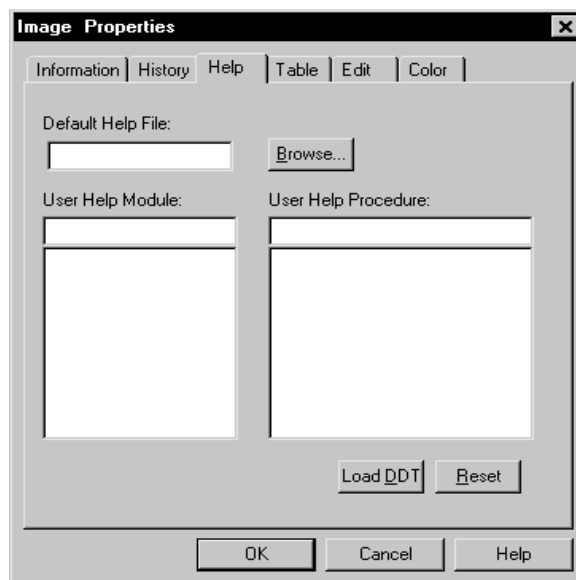 Image Properties
Information History Help Table Edit Color
Default Help File:
Browse...
User Help Module: User Help Procedure:
Load DDT Reset
OK Cancel Help